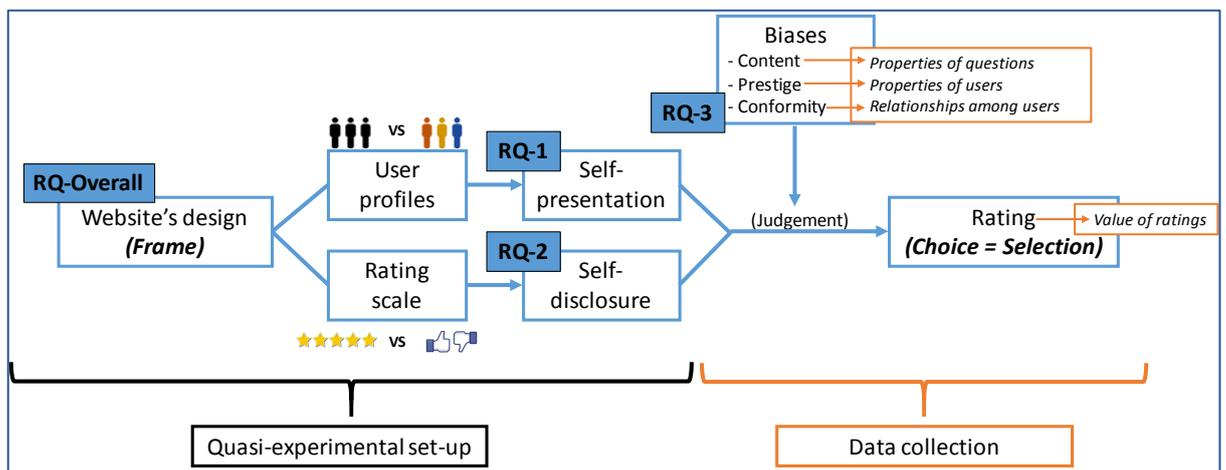 Biases
- Content
Properties of questions
- Prestige
Properties of users
- Conformity
Relationships among users
RQ-3
vs
RQ-1
RQ-Overall
User
profiles
Self-
presentation
Website's design
(Frame)
(Judgement)
Rating
Value of ratings
(Choice = Selection)
RQ-2
Rating
scale
Self-
disclosure
vs
Quasi-experimental set-up
Data collection